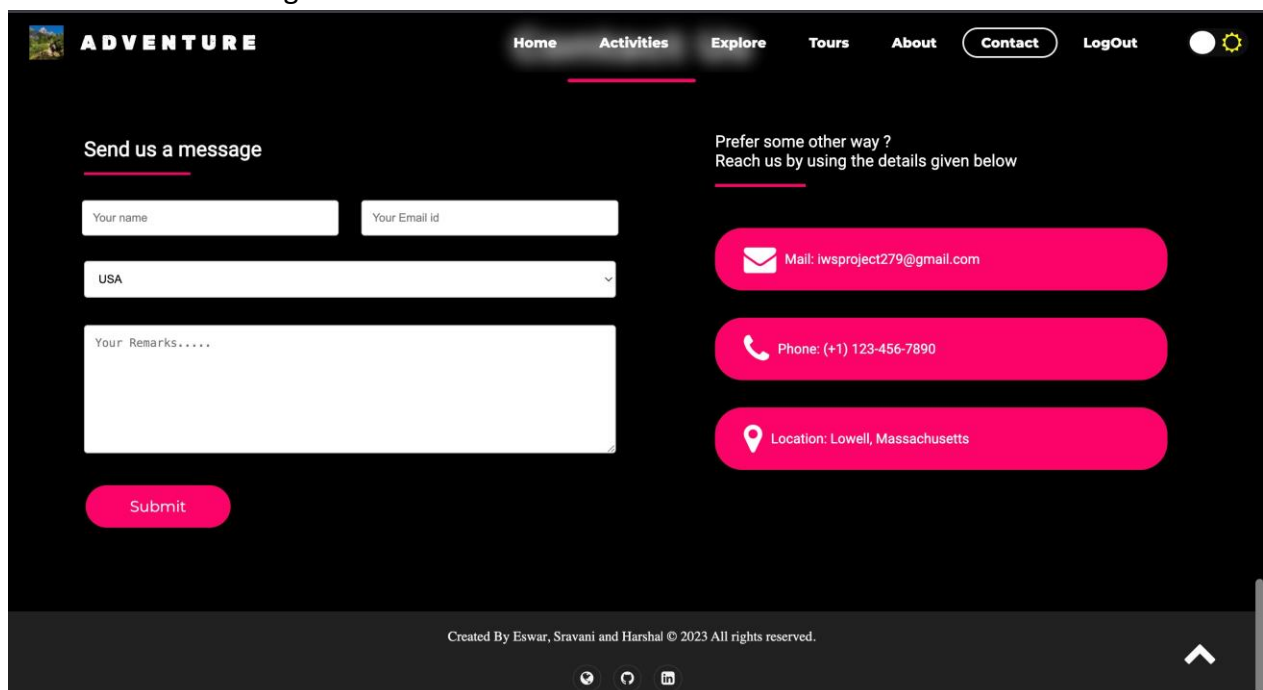 ADVENTURE
Home Activities Explore Tours About Contact LogOut
Send us a message
Your name
Your Email id
USA
Your Remarks.....
Submit
Prefer some other way ?
Reach us by using the details given below
Mail: iwsproject279@gmail.com
Phone: (+1) 123-456-7890
Location: Lowell, Massachusetts
Created By Eswar, Sravani and Harshal © 2023 All rights reserved.